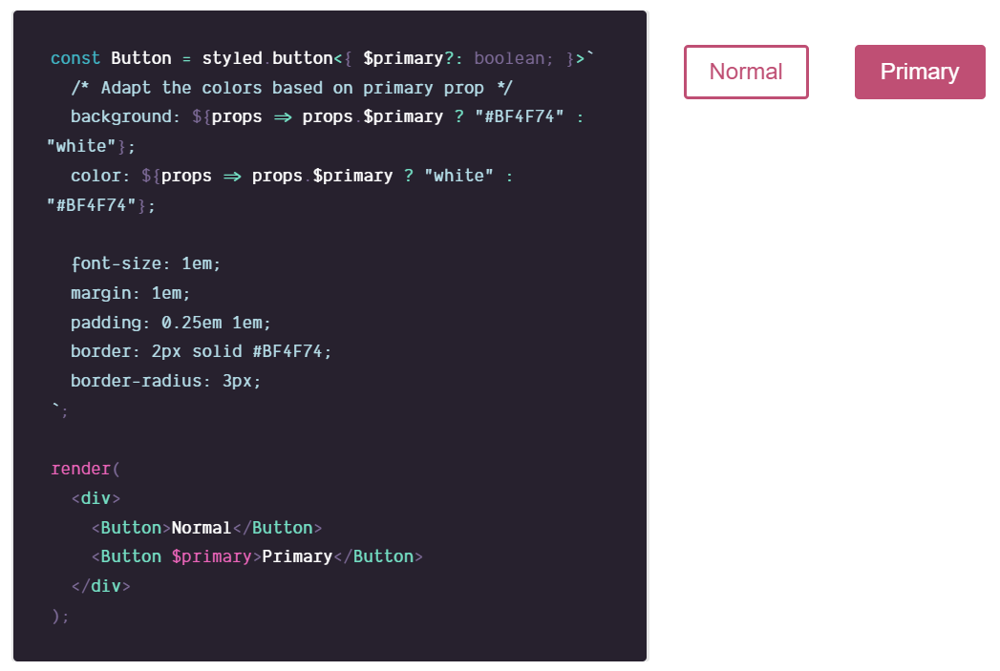 const Button = styled.button<{ $primary?: boolean; }>`
  /* Adapt the colors based on primary prop */
  background: ${props => props.$primary ? "#BF4F74" :
"white"};
  color: ${props => props.$primary ? "white" :
"#BF4F74"};
  font-size: 1em;
  margin: 1em;
  padding: 0.25em 1em;
  border: 2px solid #BF4F74;
  border-radius: 3px;
`;
render(
  <div>
    <Button>Normal</Button>
    <Button $primary>Primary</Button>
  </div>
);
Normal
Primary